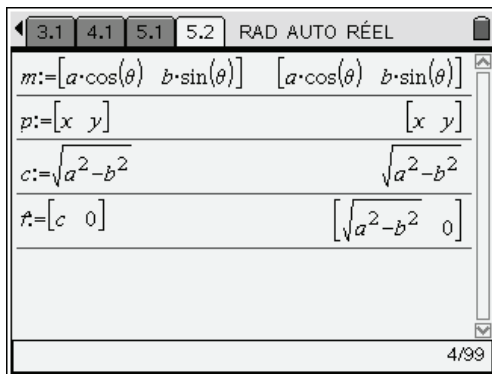 3.1 4.1 5.1 5.2 RAD AUTO RÉEL
m:=[a·cos(θ) b·sin(θ)] [a·cos(θ) b·sin(θ)]
p:=[x y] [x y]
c:=√(a²−b²) √(a²−b²)
f:=[c 0] [√(a²−b²) 0]
4/99